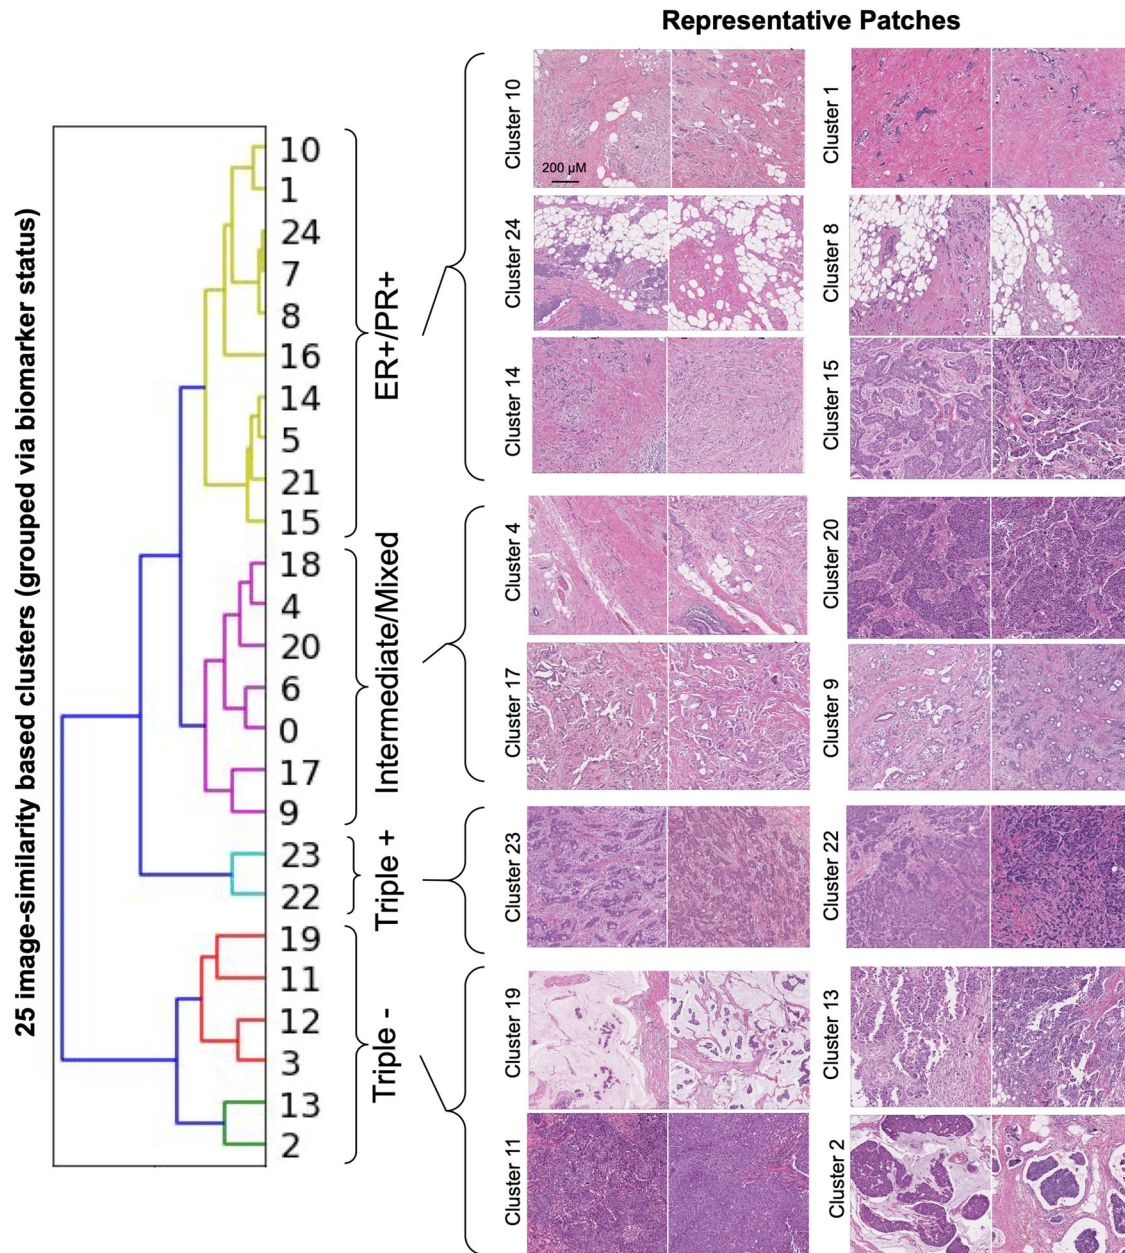 Representative Patches
25 image-similarity based clusters (grouped via biomarker status)
10
1
24
7
8
16
14
5
21
15
18
4
20
6
0
17
9
23
22
19
11
12
3
13
2
ER+/PR+
Intermediate/Mixed
Triple +
Triple -
Cluster 10
200 µM
Cluster 1
Cluster 24
Cluster 8
Cluster 14
Cluster 15
Cluster 4
Cluster 20
Cluster 17
Cluster 9
Cluster 23
Cluster 22
Cluster 19
Cluster 13
Cluster 11
Cluster 2